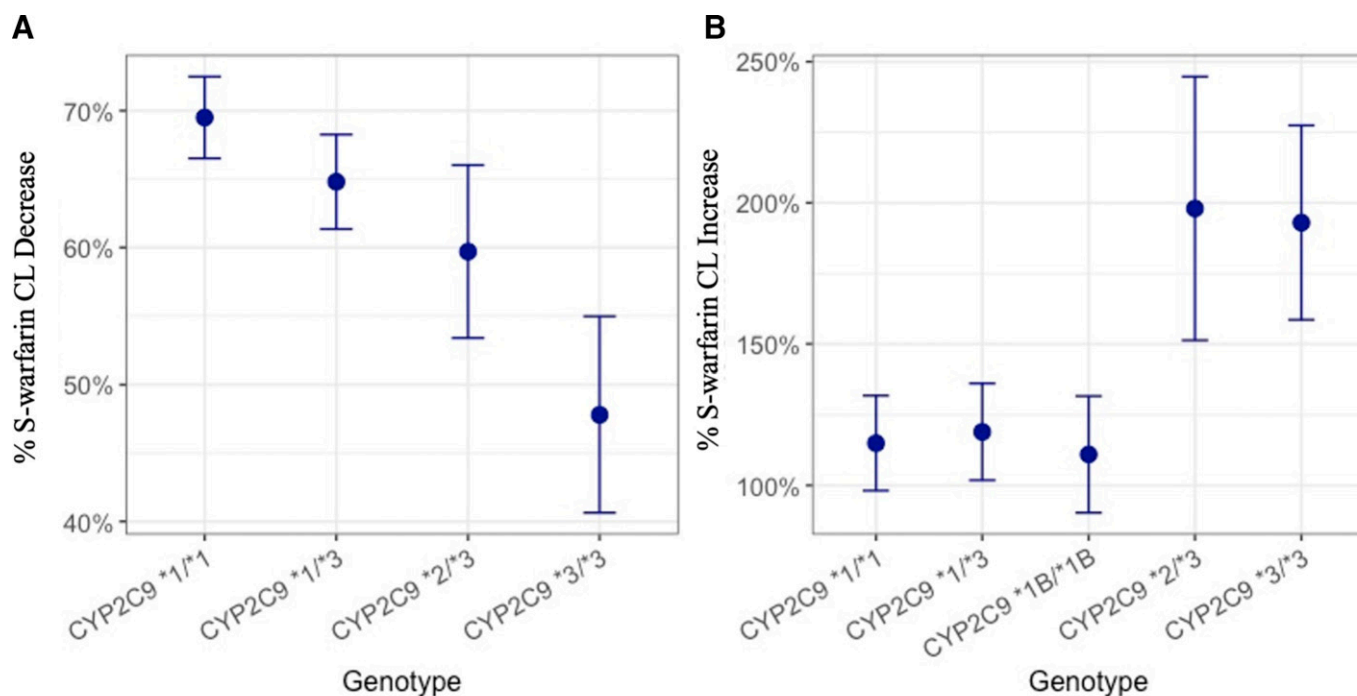 A
% S-warfarin CL Decrease
70%
60%
50%
40%
CYP2C9 *1/*1
CYP2C9 *1/*3
CYP2C9 *2/*3
CYP2C9 *3/*3
Genotype
B
% S-warfarin CL Increase
250%
200%
150%
100%
CYP2C9 *1/*1
CYP2C9 *1/*3
CYP2C9 *1B/*1B
CYP2C9 *2/*3
CYP2C9 *3/*3
Genotype